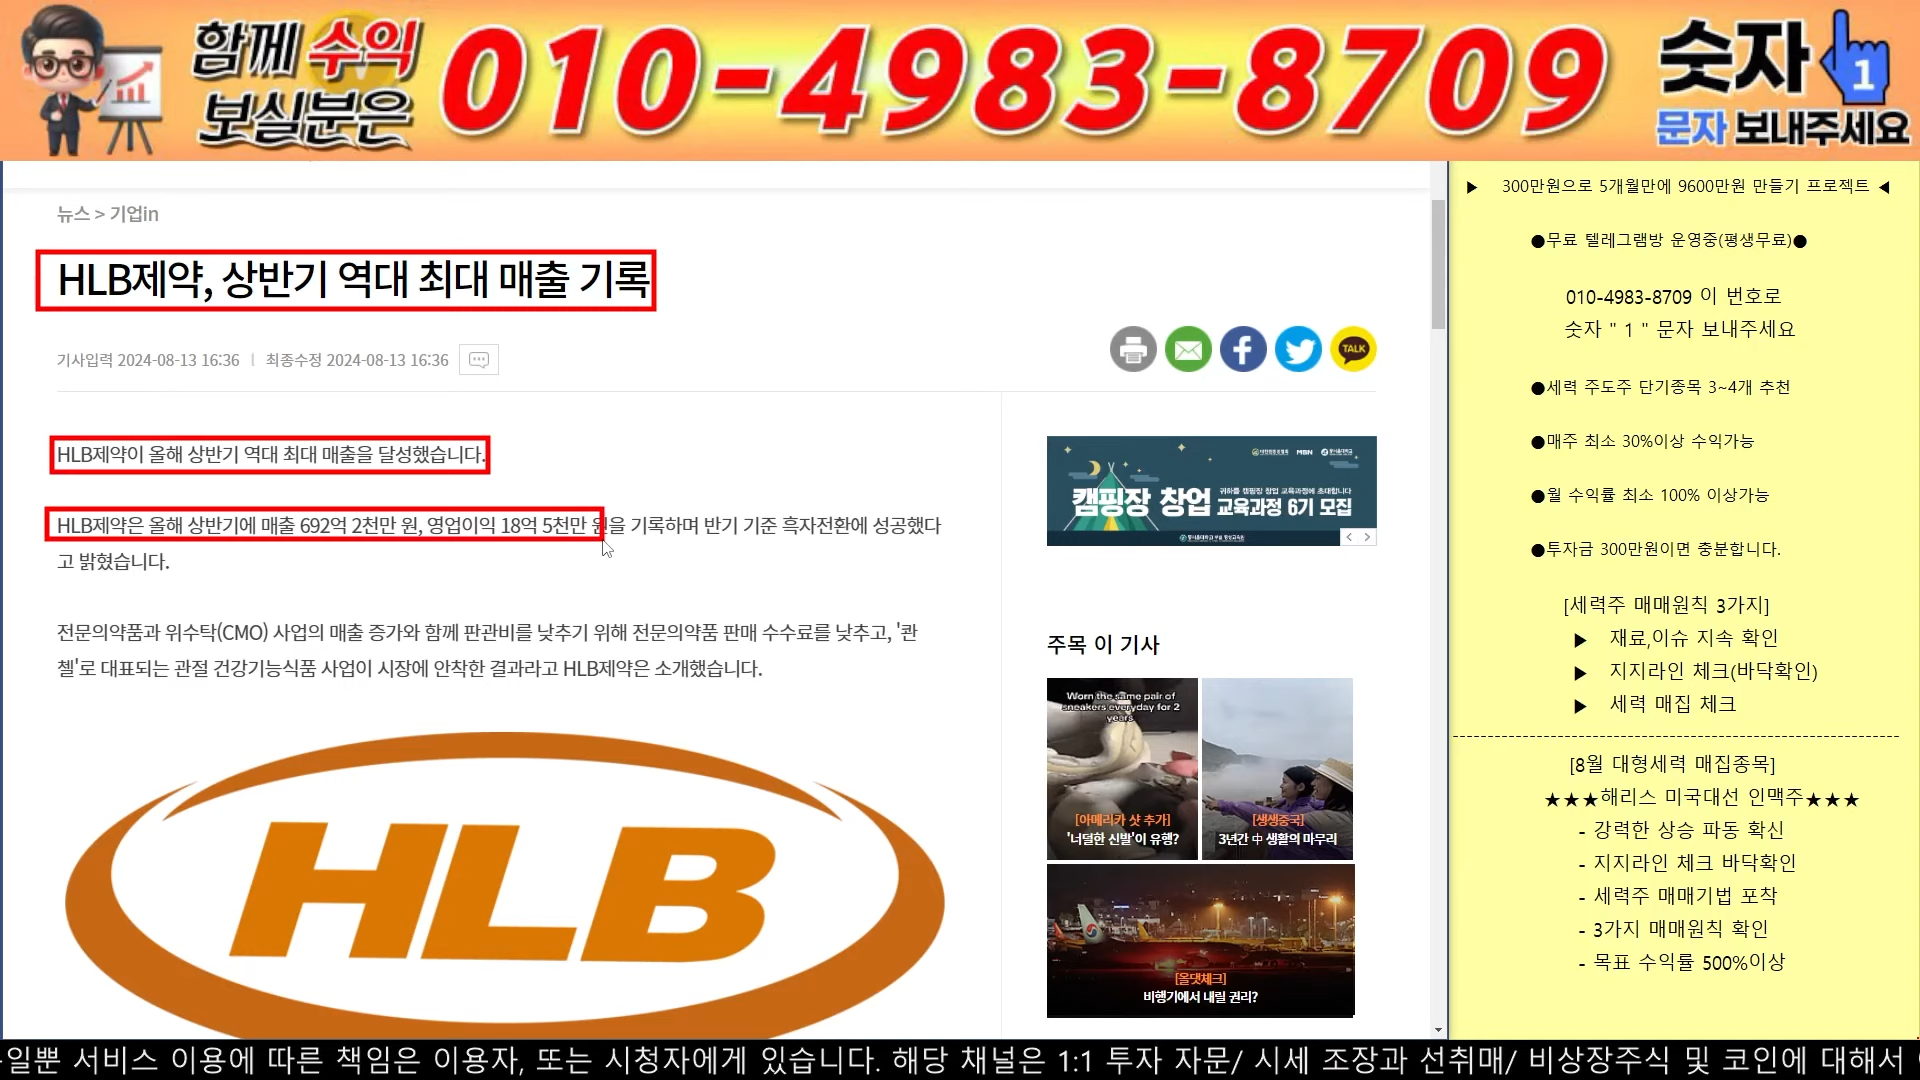 함께 수익
보실분은
010-4983-8709
숫자 1
문자 보내주세요
뉴스 > 기업in
HLB제약, 상반기 역대 최대 매출 기록
기사입력 2024-08-13 16:36 | 최종수정 2024-08-13 16:36
TALK
HLB제약이 올해 상반기 역대 최대 매출을 달성했습니다.
HLB제약은 올해 상반기에 매출 692억 2천만 원, 영업이익 18억 5천만 원을 기록하며 반기 기준 흑자전환에 성공했다
고 밝혔습니다.
전문의약품과 위수탁(CMO) 사업의 매출 증가와 함께 판관비를 낮추기 위해 전문의약품 판매 수수료를 낮추고, '콴
첼'로 대표되는 관절 건강기능식품 사업이 시장에 안착한 결과라고 HLB제약은 소개했습니다.
HLB
MBN
귀하를 캠핑장 창업 교육과정에 초대합니다
캠핑장 창업 교육과정 6기 모집
주목 이 기사
Worn the same pair of
sneakers everyday for 2
years
[아메리카 샷 추가]
'너덜한 신발'이 유행?
[생생중국]
3년간 中 생활의 마무리
[올댓체크]
비행기에서 내릴 권리?
▶ 300만원으로 5개월만에 9600만원 만들기 프로젝트 ◀
●무료 텔레그램방 운영중(평생무료)●
010-4983-8709 이 번호로
숫자 " 1 " 문자 보내주세요
●세력 주도주 단기종목 3~4개 추천
●매주 최소 30%이상 수익가능
●월 수익률 최소 100% 이상가능
●투자금 300만원이면 충분합니다.
[세력주 매매원칙 3가지]
▶ 재료,이슈 지속 확인
▶ 지지라인 체크(바닥확인)
▶ 세력 매집 체크
[8월 대형세력 매집종목]
★★★해리스 미국대선 인맥주★★★
- 강력한 상승 파동 확신
- 지지라인 체크 바닥확인
- 세력주 매매기법 포착
- 3가지 매매원칙 확인
- 목표 수익률 500%이상
일뿐 서비스 이용에 따른 책임은 이용자, 또는 시청자에게 있습니다. 해당 채널은 1:1 투자 자문/ 시세 조장과 선취매/ 비상장주식 및 코인에 대해서